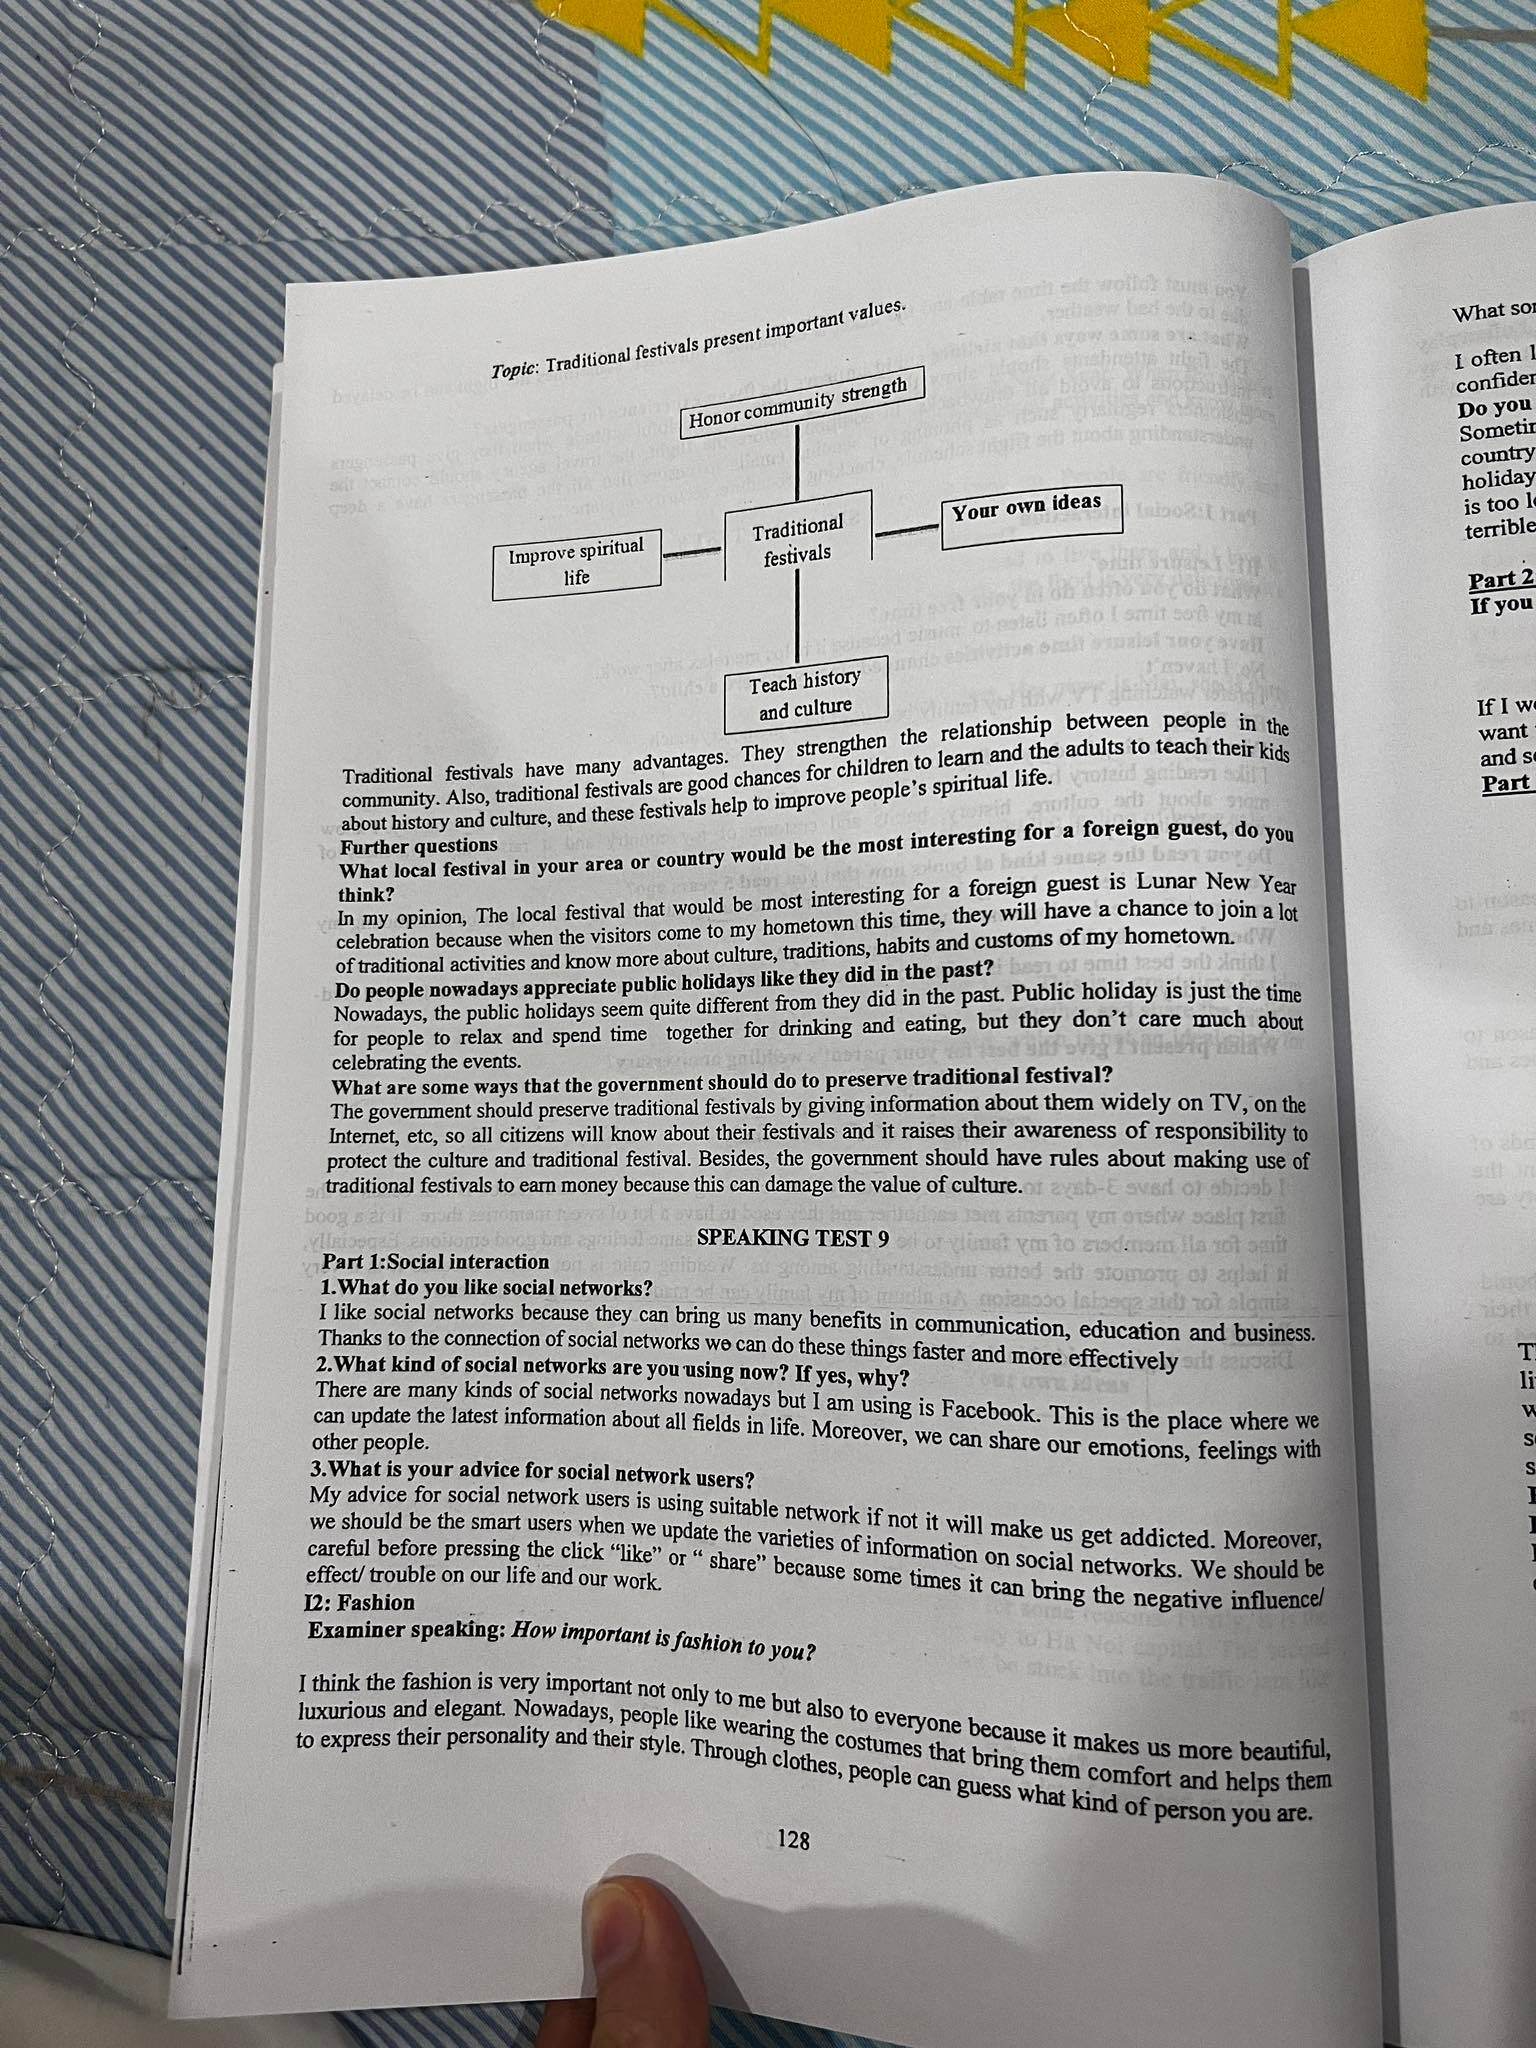 Topic: Traditional festivals present important values.
Honor community strength
Traditional
festivals
Your own ideas
Improve spiritual
life
Teach history
and culture
Traditional festivals have many advantages. They strengthen the relationship between people in the
community. Also, traditional festivals are good chances for children to learn and the adults to teach their kids
about history and culture, and these festivals help to improve people's spiritual life.
Further questions
What local festival in your area or country would be the most interesting for a foreign guest, do you
think?
In my opinion, The local festival that would be most interesting for a foreign guest is Lunar New Year
celebration because when the visitors come to my hometown this time, they will have a chance to join a lot
of traditional activities and know more about culture, traditions, habits and customs of my hometown.
Do people nowadays appreciate public holidays like they did in the past?
Nowadays, the public holidays seem quite different from they did in the past. Public holiday is just the time
for people to relax and spend time together for drinking and eating, but they don't care much about
celebrating the events.
What are some ways that the government should do to preserve traditional festival?
The government should preserve traditional festivals by giving information about them widely on TV, on the
Internet, etc, so all citizens will know about their festivals and it raises their awareness of responsibility to
protect the culture and traditional festival. Besides, the government should have rules about making use of
traditional festivals to earn money because this can damage the value of culture.
SPEAKING TEST 9
Part 1:Social interaction
1.What do you like social networks?
I like social networks because they can bring us many benefits in communication, education and business.
Thanks to the connection of social networks we can do these things faster and more effectively
2.What kind of social networks are you using now? If yes, why?
There are many kinds of social networks nowadays but I am using is Facebook. This is the place where we
can update the latest information about all fields in life. Moreover, we can share our emotions, feelings with
other people.
3.What is your advice for social network users?
My advice for social network users is using suitable network if not it will make us get addicted. Moreover,
we should be the smart users when we update the varieties of information on social networks. We should be
careful before pressing the click “like” or “ share” because some times it can bring the negative influence/
effect/ trouble on our life and our work.
I2: Fashion
Examiner speaking: How important is fashion to you?
I think the fashion is very important not only to me but also to everyone because it makes us more beautiful,
luxurious and elegant. Nowadays, people like wearing the costumes that bring them comfort and helps them
to express their personality and their style. Through clothes, people can guess what kind of person you are.
128
What
I often
Do you
country
holiday
is too
terrible
Part 2
If you
If I
want
and
Part